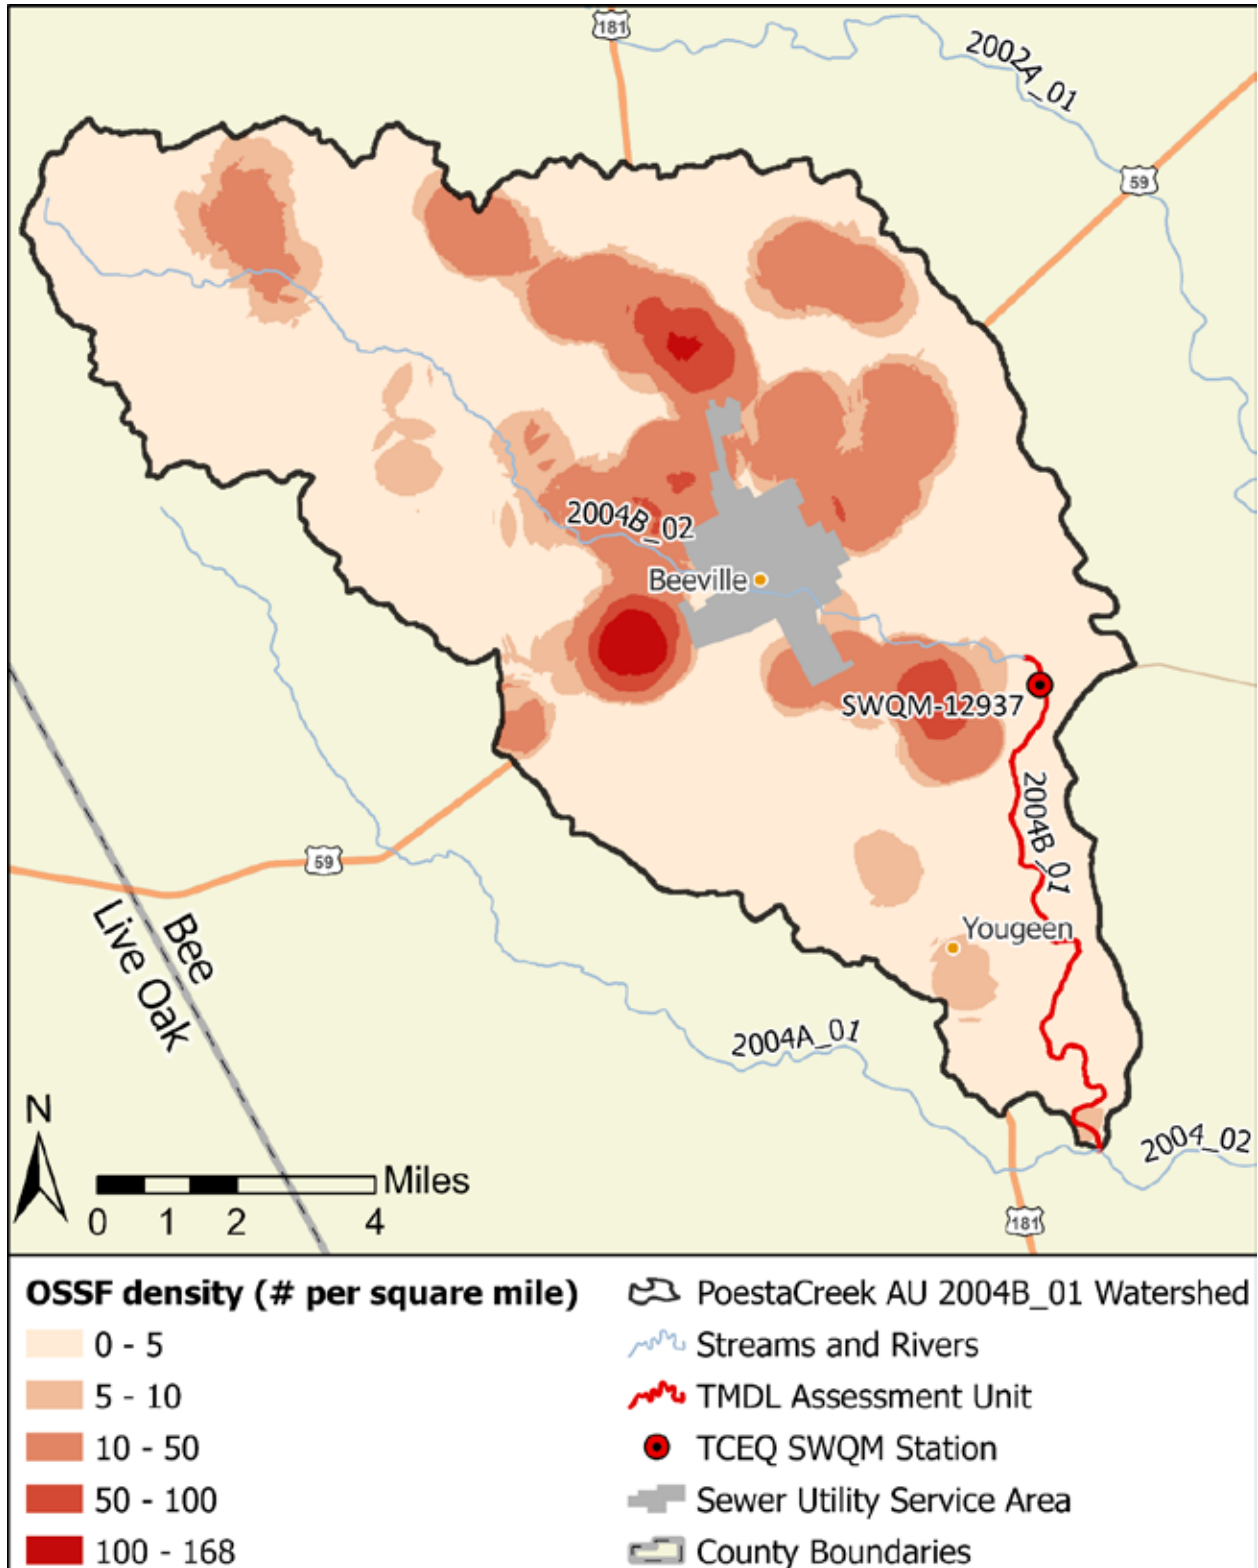 181
2002A_01
59
2004B_02
Beeville
SWQM-12937
2004B_01
59
Bee
Live Oak
Yougeen
2004A_01
N
2004_02
Miles
0 1 2 4
181
OSSF density (# per square mile)
0 - 5
5 - 10
10 - 50
50 - 100
100 - 168
PoestaCreek AU 2004B_01 Watershed
Streams and Rivers
TMDL Assessment Unit
TCEQ SWQM Station
Sewer Utility Service Area
County Boundaries